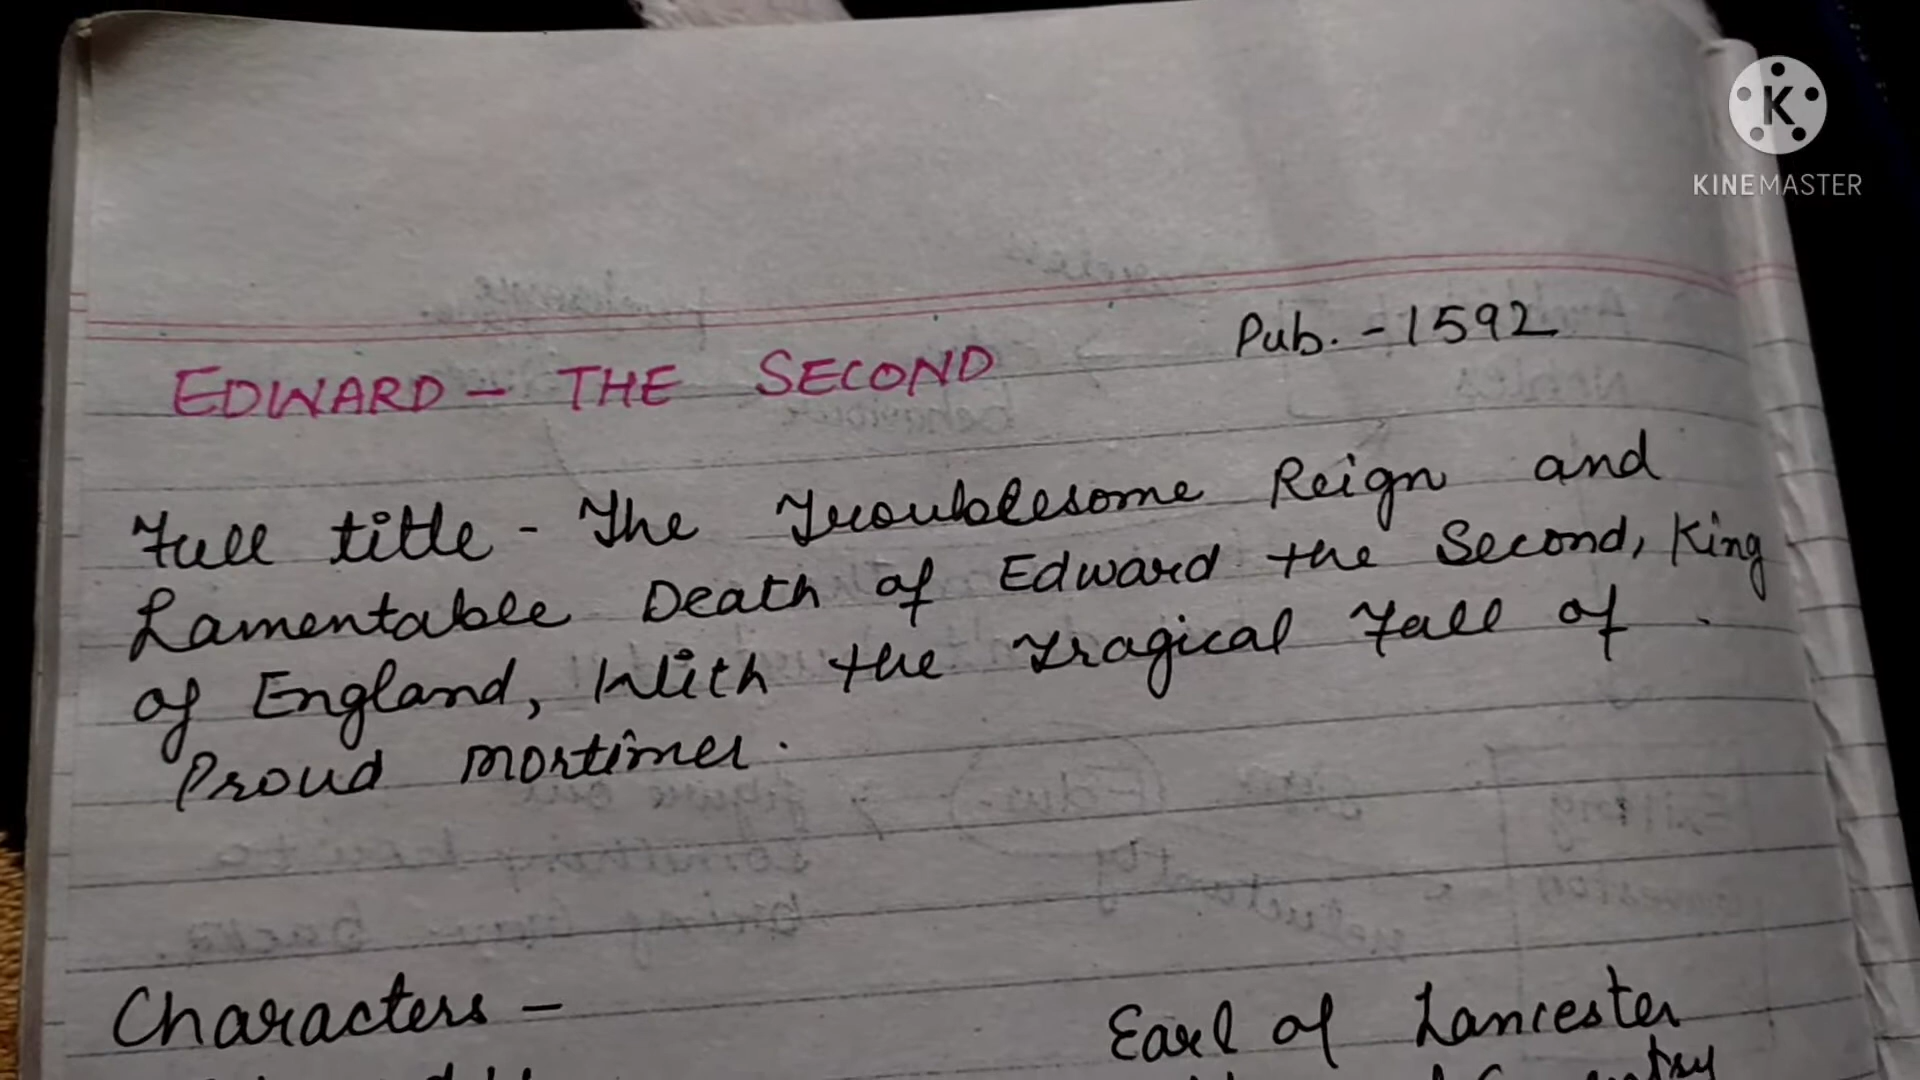 KINEMASTER
Pub. - 1592
EDWARD - THE SECOND
Full title - The Troublesome Reign and
Lamentable Death of Edward the Second, King
of England, With the Tragical Fall of
Proud Mortimer.
Characters -
Earl of Lancester